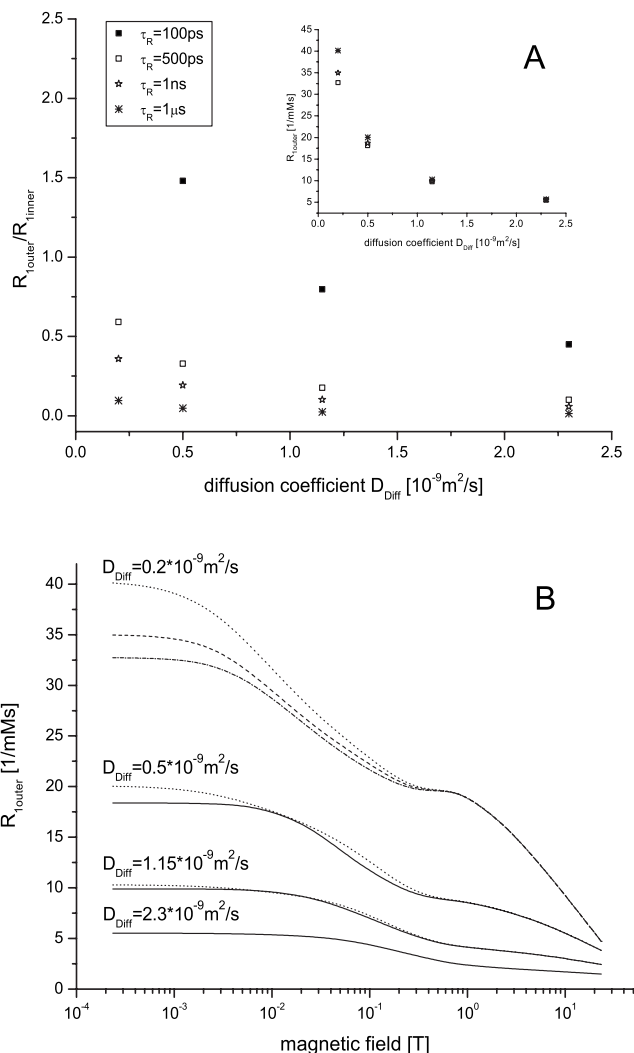 2.5
2.0
1.5
1.0
0.5
0.0
R1outer/R1inner
τR=100ps
τR=500ps
τR=1ns
τR=1μs
A
45
40
35
30
25
20
15
10
5
R1outer [1/mMs]
0.0 0.5 1.0 1.5 2.0 2.5
diffusion coefficient DDiff [10-9m2/s]
0.0 0.5 1.0 1.5 2.0 2.5
diffusion coefficient DDiff [10-9m2/s]
B
40
35
30
25
20
15
10
5
0
R1outer [1/mMs]
DDiff=0.2*10-9m2/s
DDiff=0.5*10-9m2/s
DDiff=1.15*10-9m2/s
DDiff=2.3*10-9m2/s
10-4 10-3 10-2 10-1 100 101
magnetic field [T]